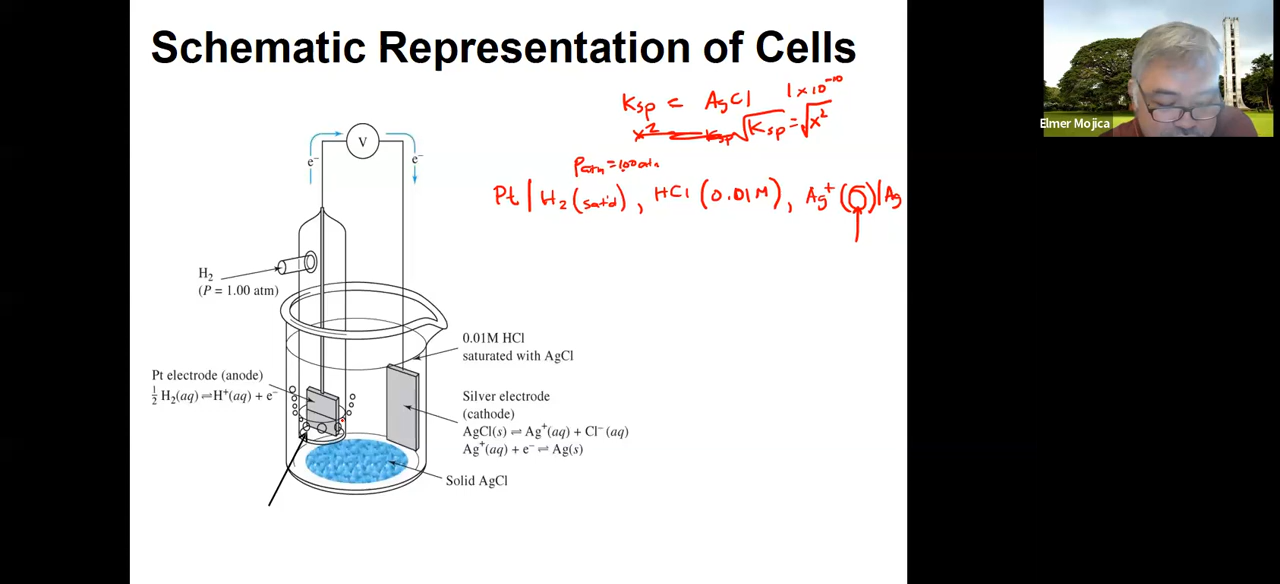 Schematic Representation of Cells
Ksp = AgCl 1 x 10⁻¹⁰
x² = Ksp √Ksp = √x²
Patm = 1.00 atm
Pt | H₂ (sat'd), HCl (0.01M), Ag⁺ ( ) | Ag
V
e⁻
e⁻
H₂
(P = 1.00 atm)
0.01M HCl
saturated with AgCl
Pt electrode (anode)
½ H₂(aq) ⇌ H⁺(aq) + e⁻
Silver electrode
(cathode)
AgCl(s) ⇌ Ag⁺(aq) + Cl⁻(aq)
Ag⁺(aq) + e⁻ ⇌ Ag(s)
Solid AgCl
Elmer Mojica